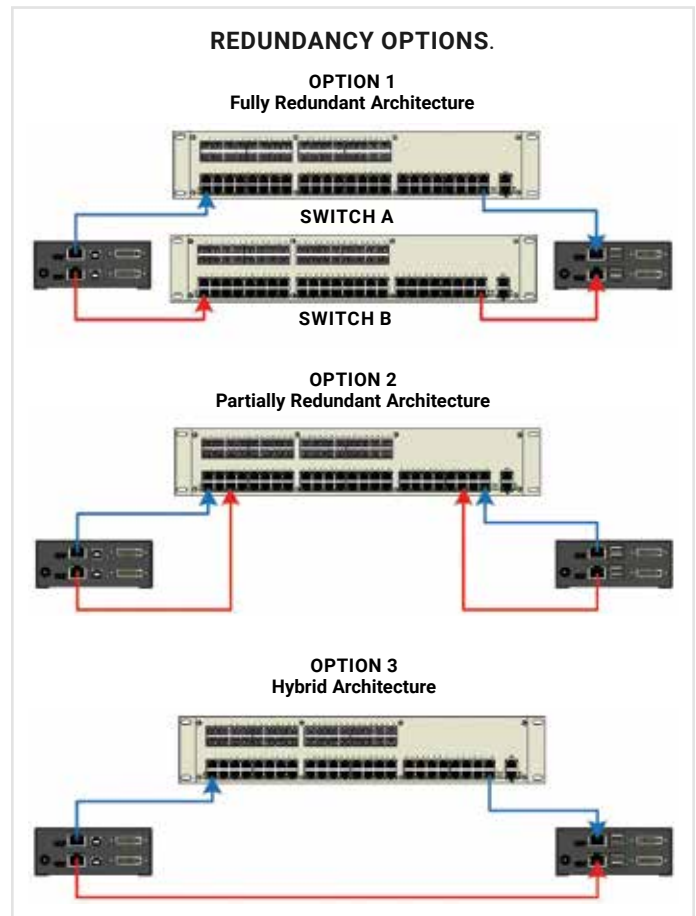 REDUNDANCY OPTIONS.
OPTION 1
Fully Redundant Architecture
SWITCH A
SWITCH B
OPTION 2
Partially Redundant Architecture
OPTION 3
Hybrid Architecture